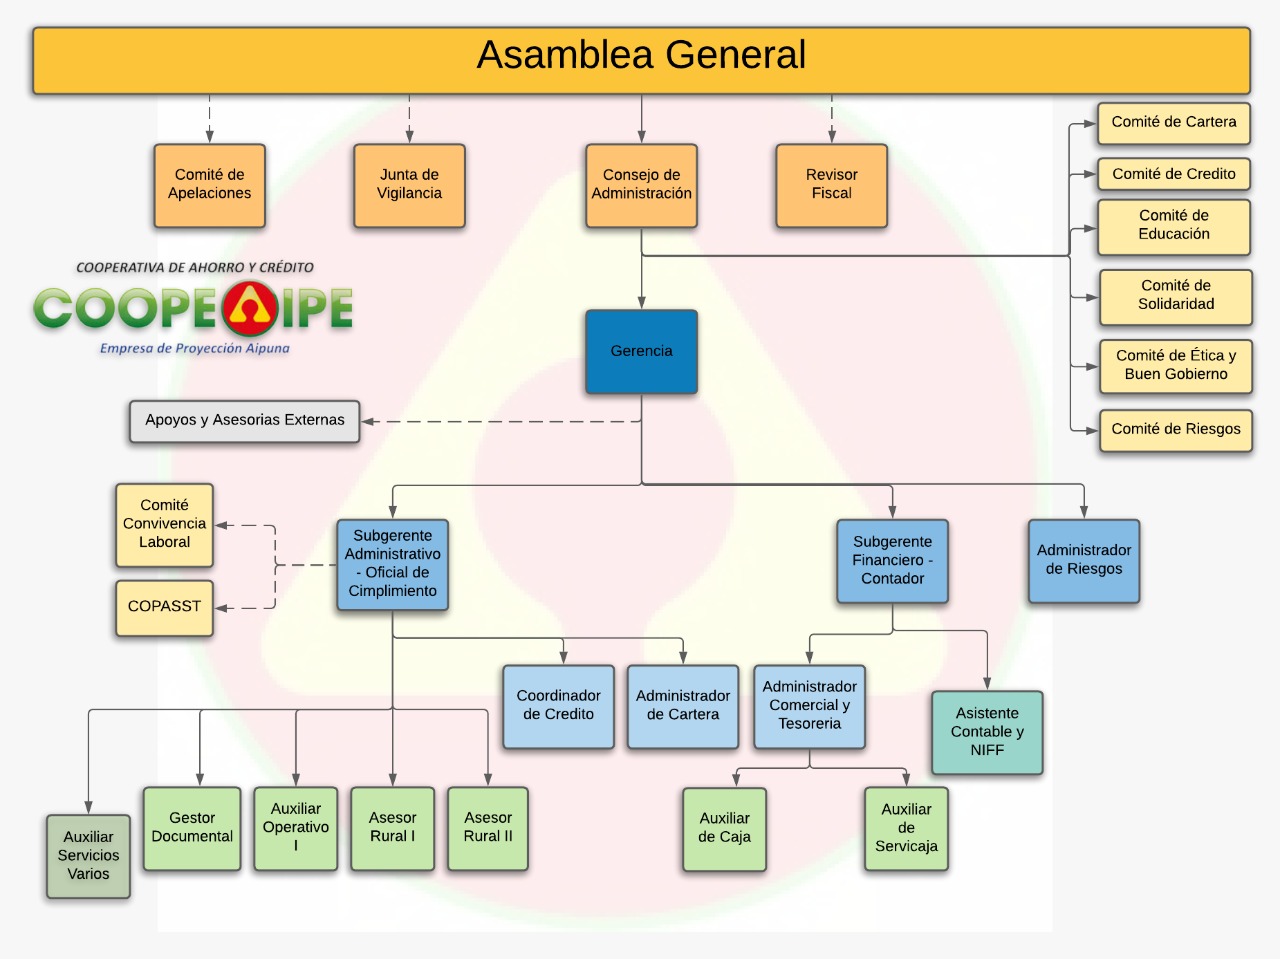 Asamblea General
Comité de
Apelaciones
Junta de
Vigilancia
Consejo de
Administración
Revisor
Fiscal
Comité de Cartera
Comité de Credito
Comité de
Educación
Comité de
Solidaridad
Comité de Ética y
Buen Gobierno
Comité de Riesgos
COOPERATIVA DE AHORRO Y CRÉDITO
COOPEAIPE
Empresa de Proyección Aipuna
Gerencia
Apoyos y Asesorias Externas
Comité
Convivencia
Laboral
COPASST
Subgerente
Administrativo
- Oficial de
Cimplimiento
Subgerente
Financiero -
Contador
Administrador
de Riesgos
Coordinador
de Credito
Administrador
de Cartera
Administrador
Comercial y
Tesoreria
Asistente
Contable y
NIFF
Auxiliar
Servicios
Varios
Gestor
Documental
Auxiliar
Operativo
I
Asesor
Rural I
Asesor
Rural II
Auxiliar
de Caja
Auxiliar
de
Servicaja